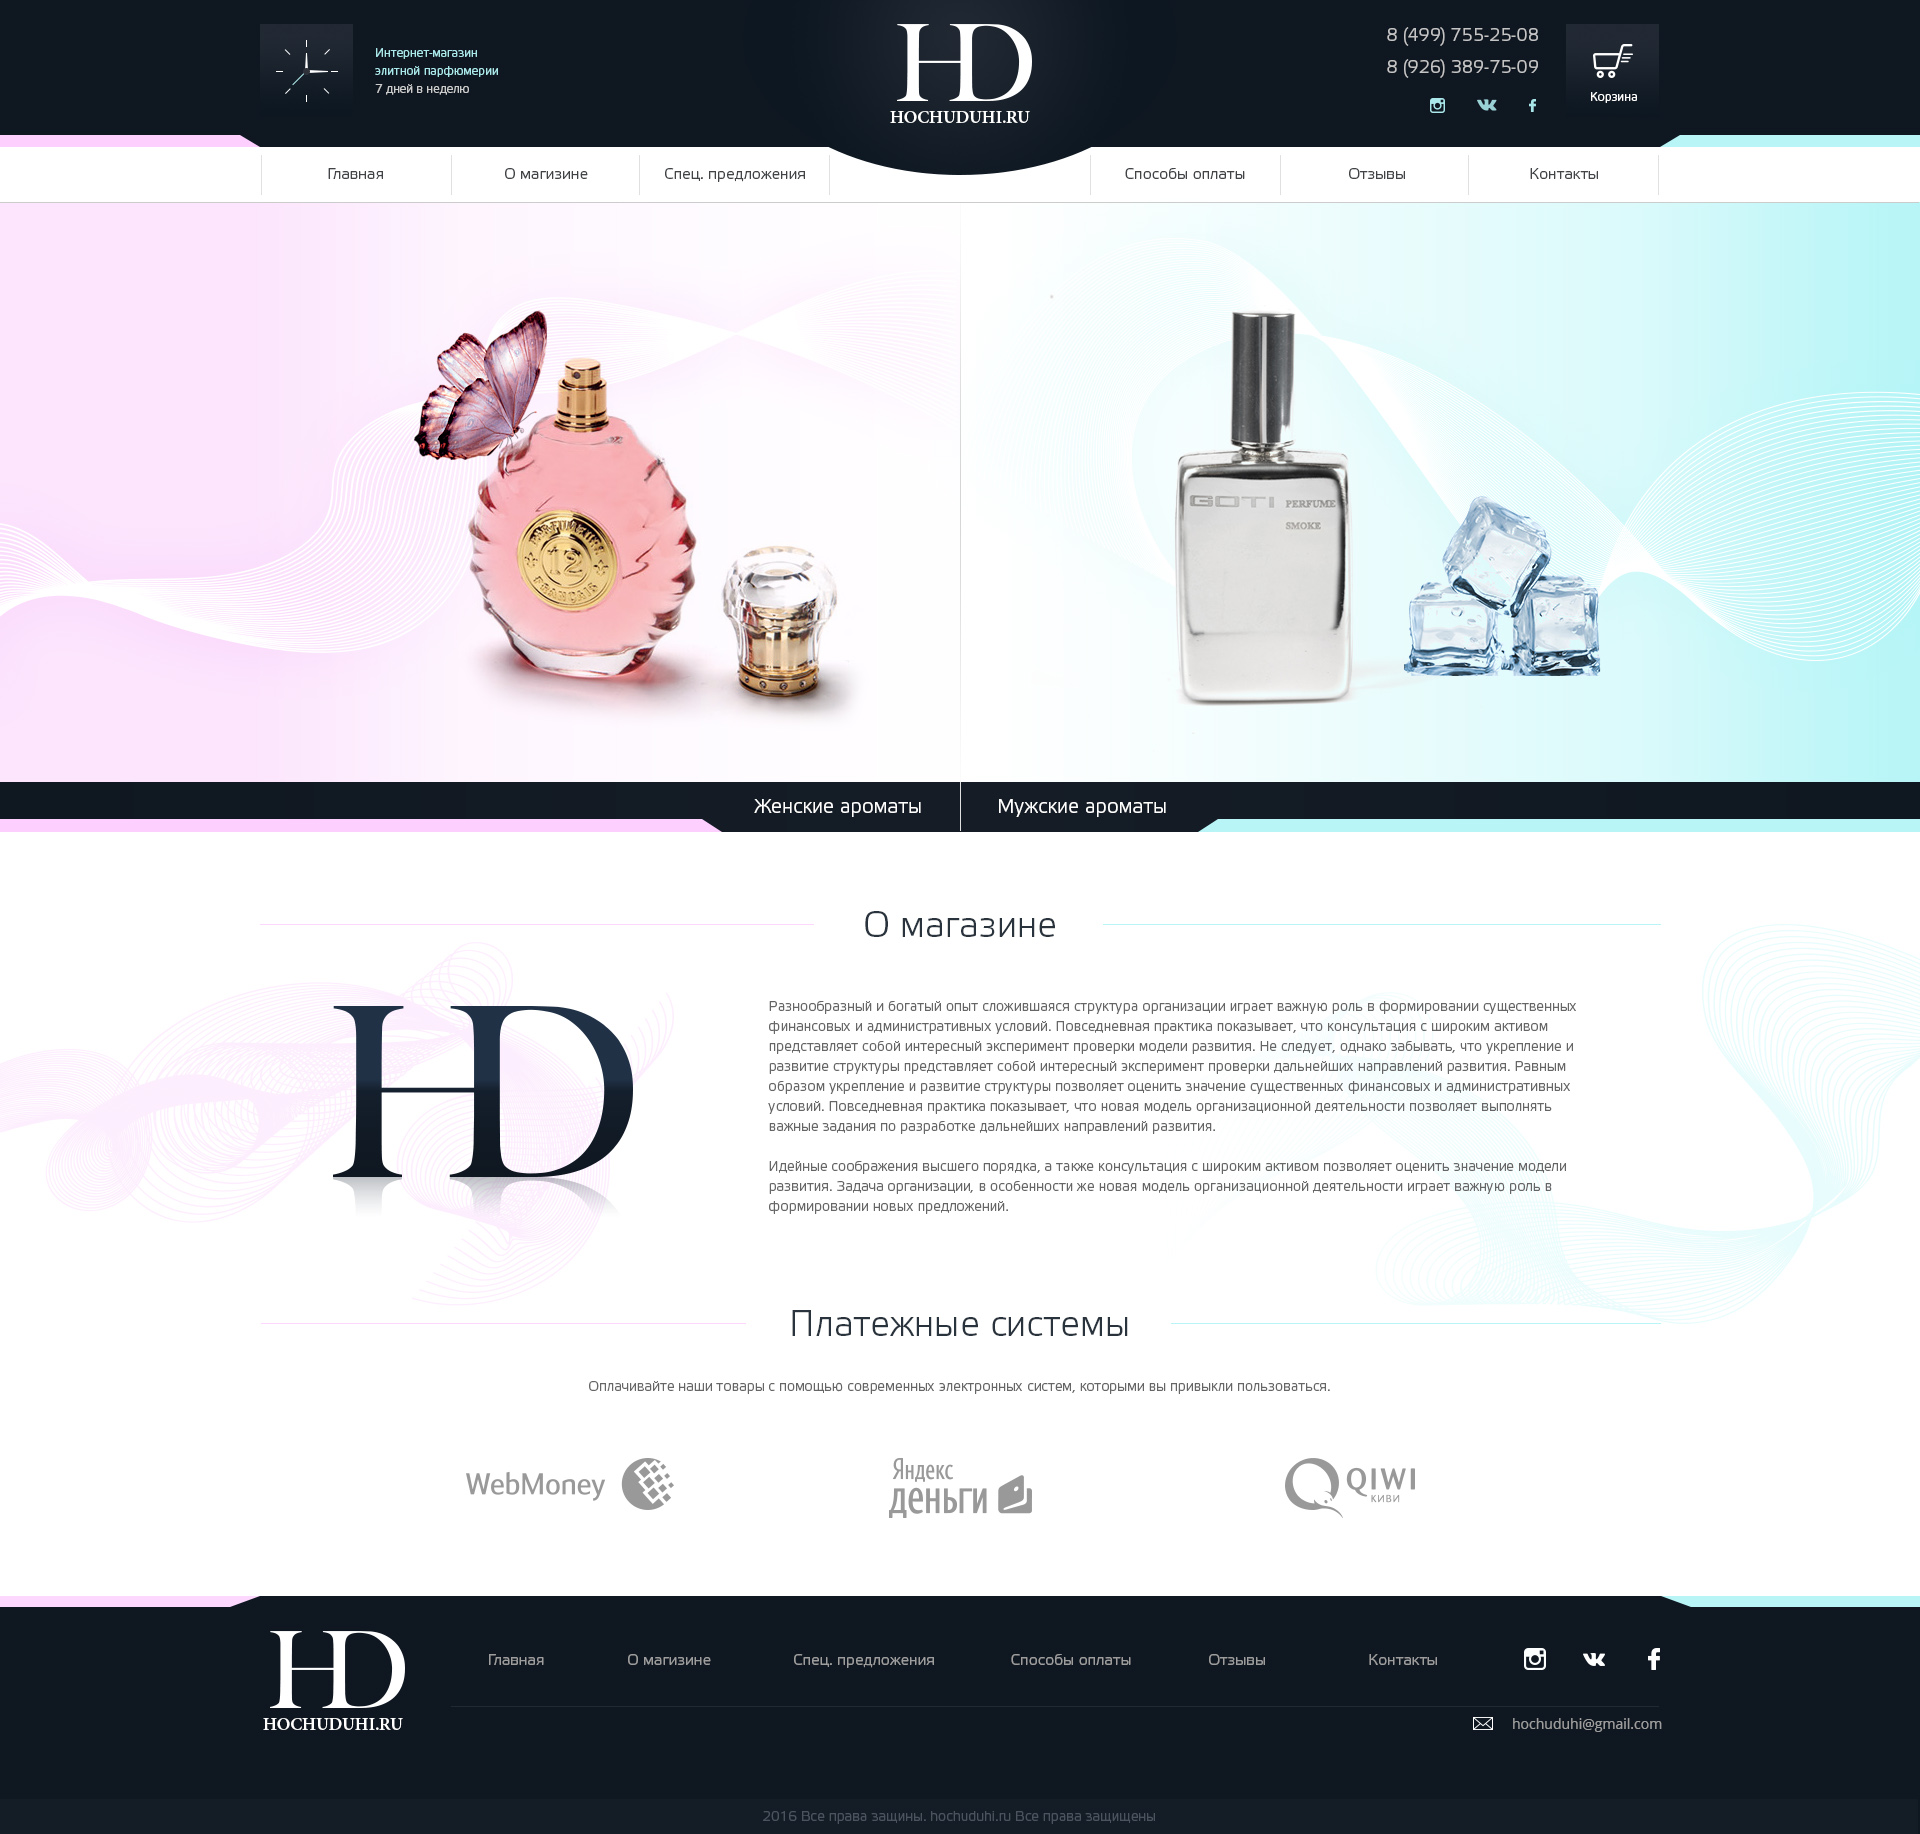 Интернет-магазин
элитной парфюмерии
7 дней в неделю
HD
HOCHUDUHI.RU
8 (499) 755-25-08
8 (926) 389-75-09
Корзина
Главная
О магизине
Спец. предложения
Способы оплаты
Отзывы
Контакты
PARFUMEURS
12
FRANÇAIS
GOTI PERFUME
SMOKE
Женские ароматы
Мужские ароматы
О магазине
HD
Разнообразный и богатый опыт сложившаяся структура организации играет важную роль в формировании существенных
финансовых и административных условий. Повседневная практика показывает, что консультация с широким активом
представляет собой интересный эксперимент проверки модели развития. Не следует, однако забывать, что укрепление и
развитие структуры представляет собой интересный эксперимент проверки дальнейших направлений развития. Равным
образом укрепление и развитие структуры позволяет оценить значение существенных финансовых и административных
условий. Повседневная практика показывает, что новая модель организационной деятельности позволяет выполнять
важные задания по разработке дальнейших направлений развития.
Идейные соображения высшего порядка, а также консультация с широким активом позволяет оценить значение модели
развития. Задача организации, в особенности же новая модель организационной деятельности играет важную роль в
формировании новых предложений.
Платежные системы
Оплачивайте наши товары с помощью современных электронных систем, которыми вы привыкли пользоваться.
WebMoney
Яндекс
деньги
QIWI
КИВИ
HD
HOCHUDUHI.RU
Главная
О магизине
Спец. предложения
Способы оплаты
Отзывы
Контакты
hochuduhi@gmail.com
2016 Все права защины. hochuduhi.ru Все права защищены